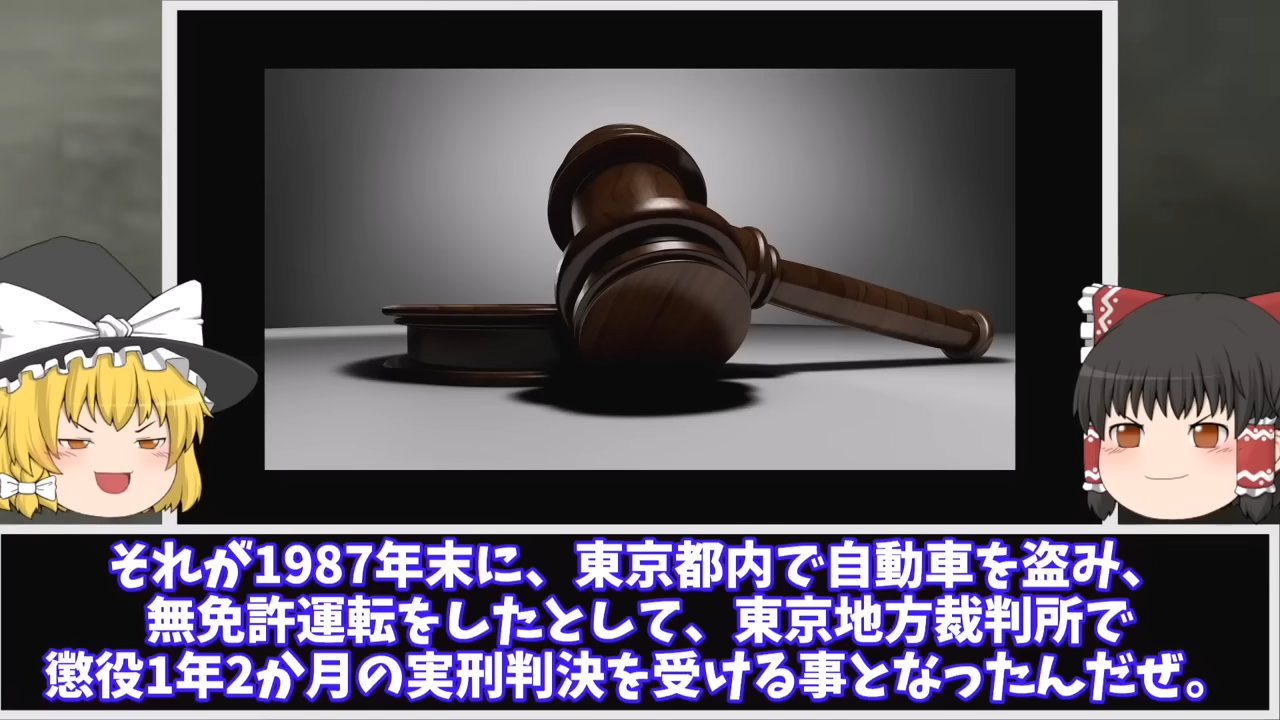 それが1987年末に、東京都内で自動車を盗み、
無免許運転をしたとして、東京地方裁判所で
懲役1年2か月の実刑判決を受ける事となったんだぜ。